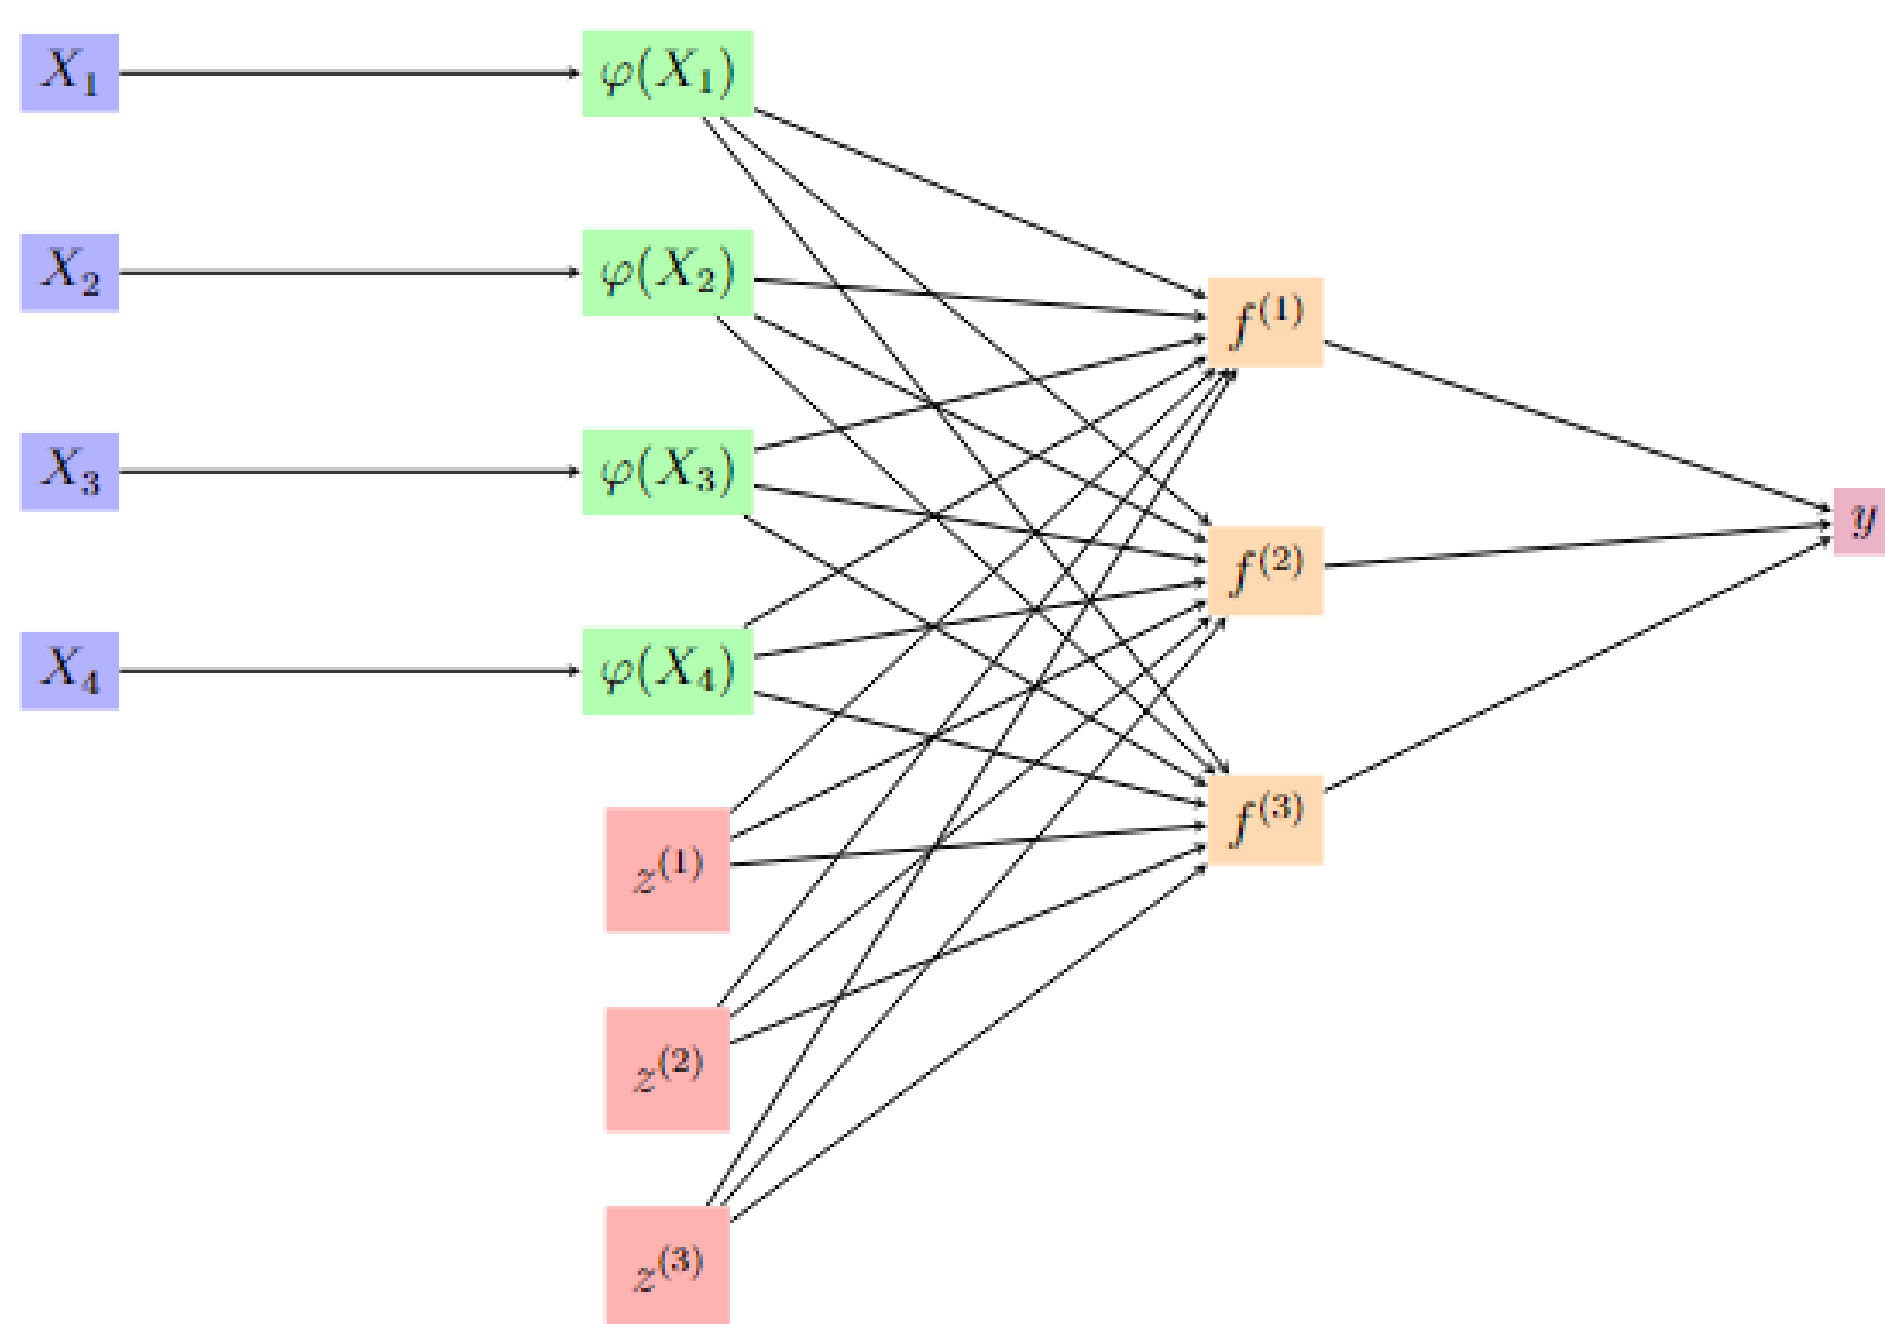 X₁ φ(X₁)
X₂ φ(X₂)
f⁽¹⁾
X₃ φ(X₃)
y
f⁽²⁾
X₄ φ(X₄)
f⁽³⁾
z⁽¹⁾
z⁽²⁾
z⁽³⁾